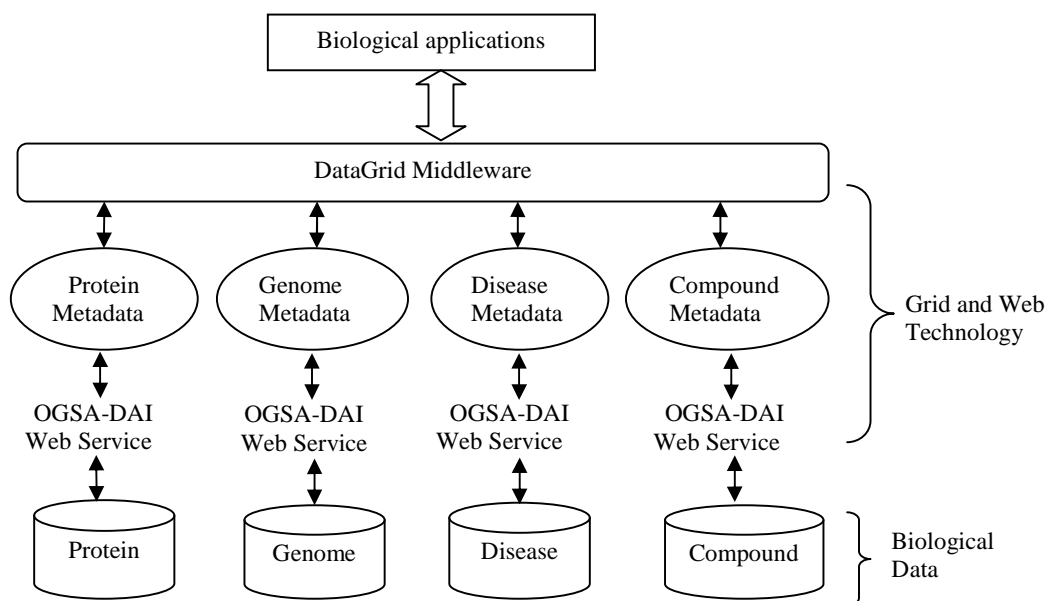 Biological applications
DataGrid Middleware
Protein
Metadata
Genome
Metadata
Disease
Metadata
Compound
Metadata
Grid and Web
Technology
OGSA-DAI
Web Service
OGSA-DAI
Web Service
OGSA-DAI
Web Service
OGSA-DAI
Web Service
Protein
Genome
Disease
Compound
Biological
Data